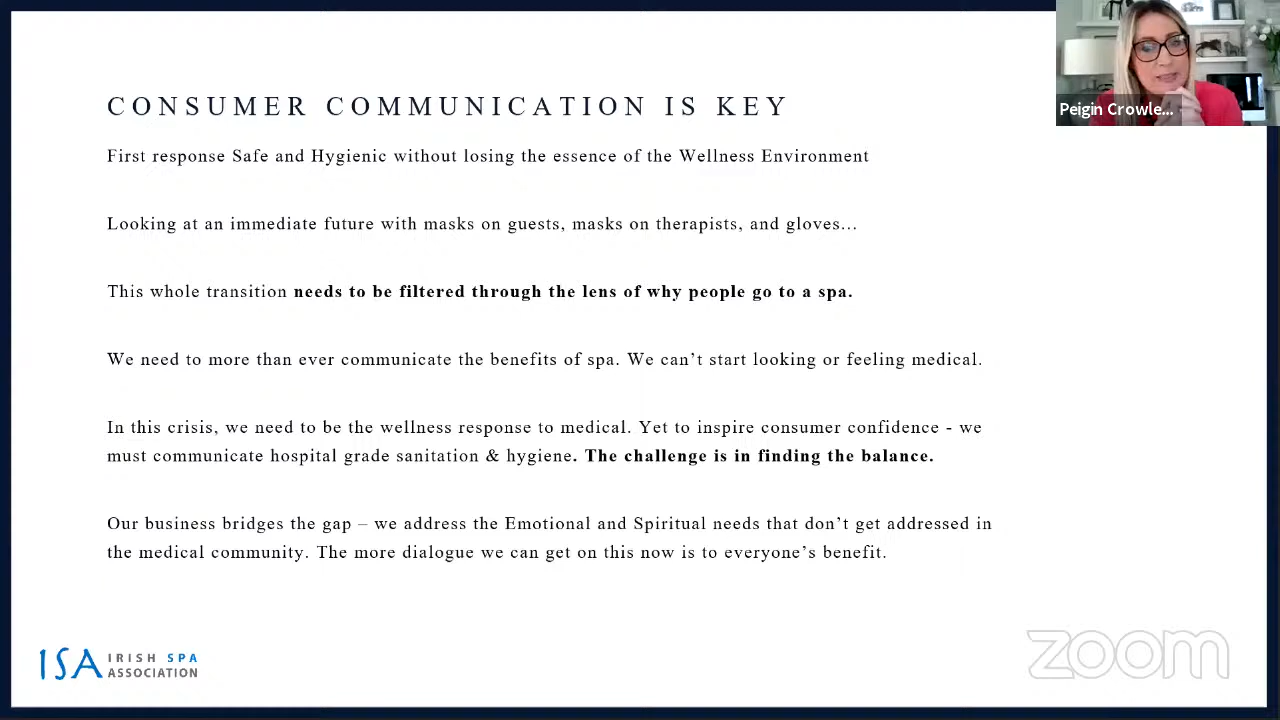 CONSUMER COMMUNICATION IS KEY
First response Safe and Hygienic without losing the essence of the Wellness Environment
Looking at an immediate future with masks on guests, masks on therapists, and gloves…
This whole transition needs to be filtered through the lens of why people go to a spa.
We need to more than ever communicate the benefits of spa. We can’t start looking or feeling medical.
In this crisis, we need to be the wellness response to medical. Yet to inspire consumer confidence - we
must communicate hospital grade sanitation & hygiene. The challenge is in finding the balance.
Our business bridges the gap – we address the Emotional and Spiritual needs that don’t get addressed in
the medical community. The more dialogue we can get on this now is to everyone’s benefit.
Peigin Crowle...
ISA IRISH SPA
ASSOCIATION
zoom